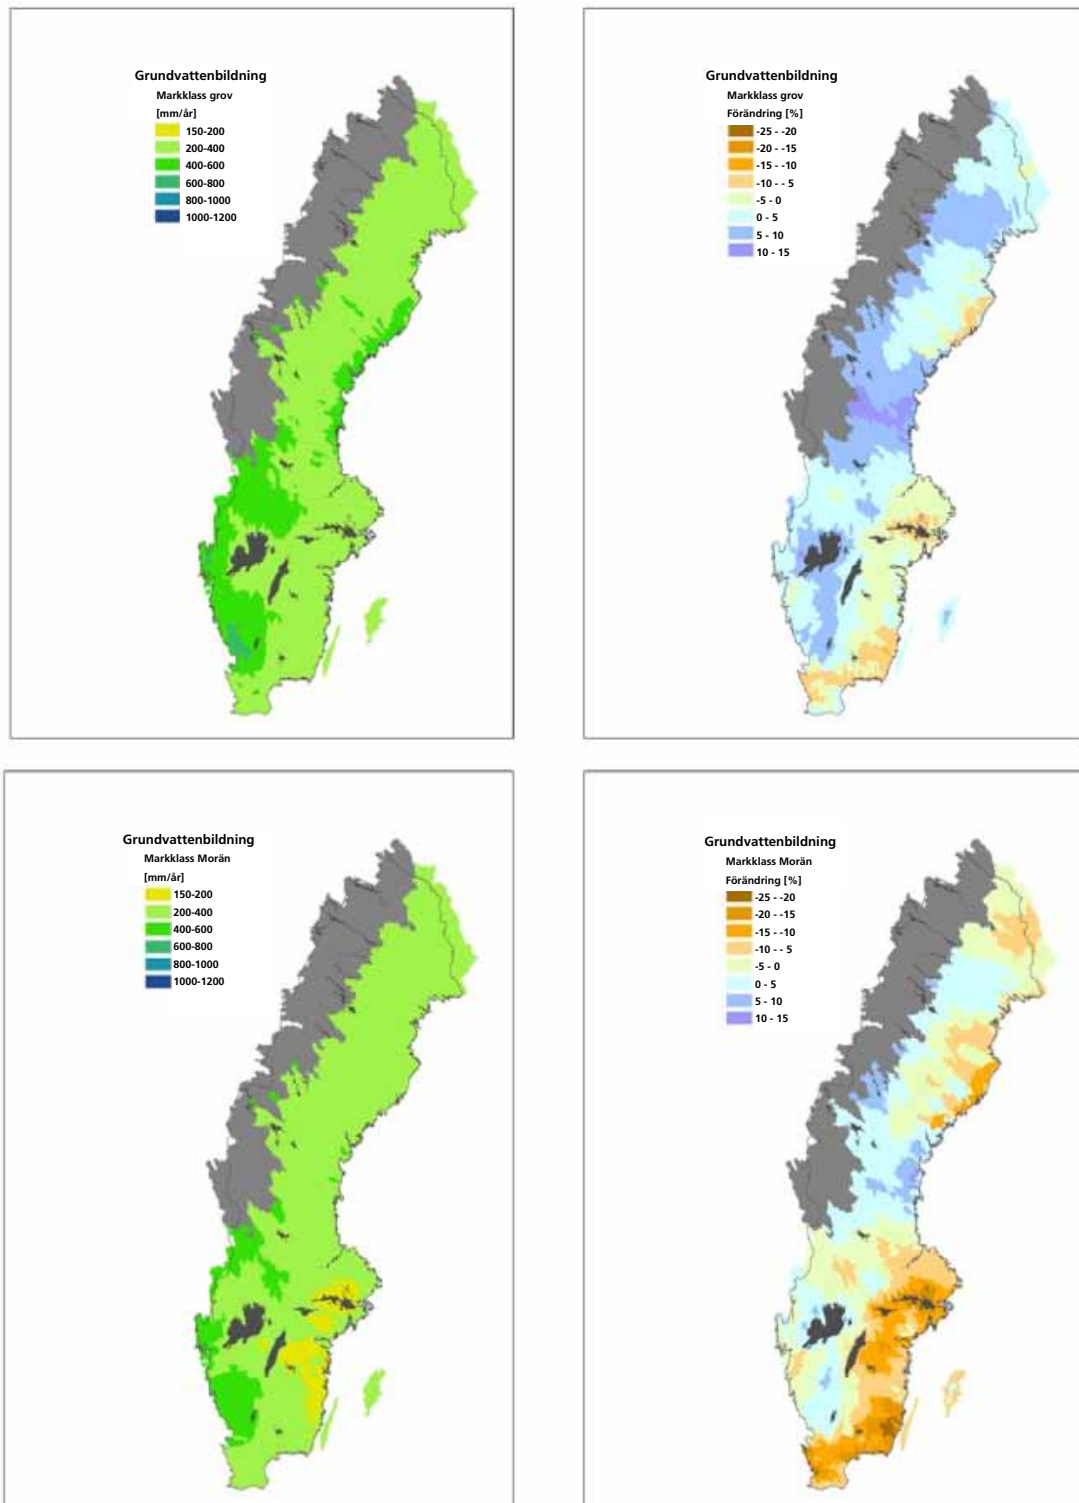 Grundvattenbildning
Markklass grov
[mm/år]
150-200
200-400
400-600
600-800
800-1000
1000-1200
Grundvattenbildning
Markklass grov
Förändring [%]
-25 - -20
-20 - -15
-15 - -10
-10 - - 5
-5 - 0
0 - 5
5 - 10
10 - 15
Grundvattenbildning
Markklass Morän
[mm/år]
150-200
200-400
400-600
600-800
800-1000
1000-1200
Grundvattenbildning
Markklass Morän
Förändring [%]
-25 - -20
-20 - -15
-15 - -10
-10 - - 5
-5 - 0
0 - 5
5 - 10
10 - 15